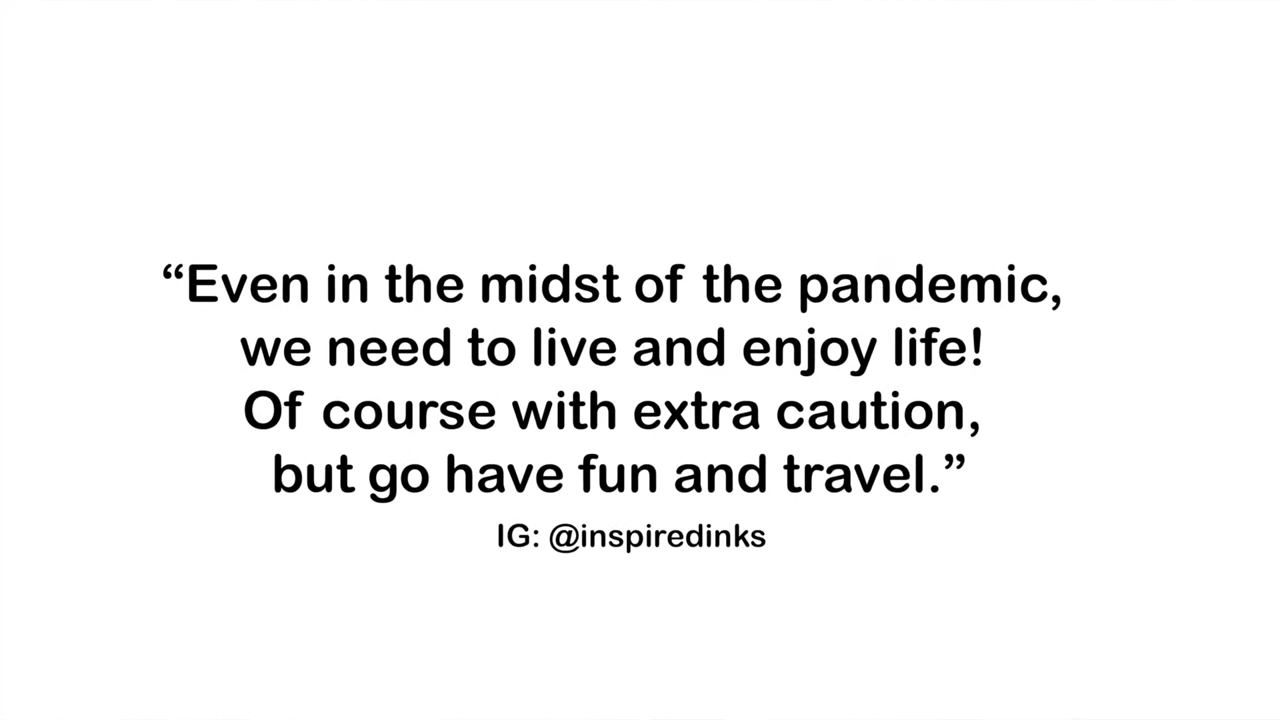 “Even in the midst of the pandemic,
we need to live and enjoy life!
Of course with extra caution,
but go have fun and travel.”
IG: @inspiredinks